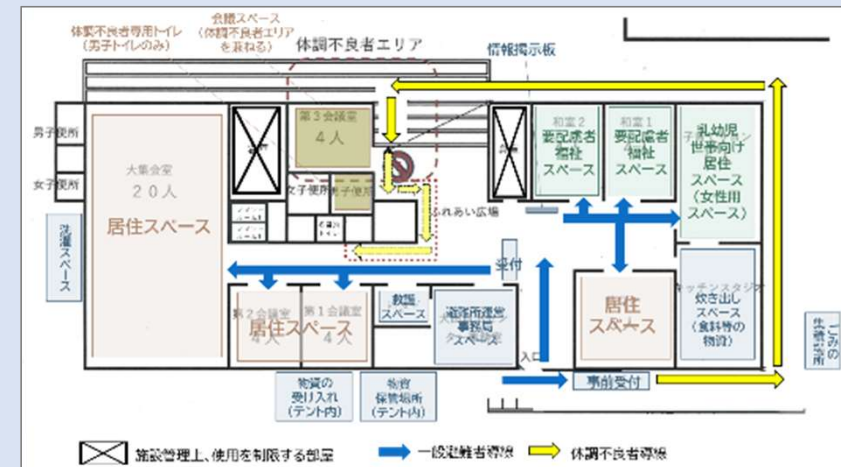 体調不良者専用トイレ
(男子トイレのみ)
会議スペース
(体調不良者エリア
を兼ねる)
体調不良者エリア
情報掲示板
男子便所
女子便所
大集会室
20人
居住スペース
洗濯スペース
第3会議室
4人
女子便所
男子便所
ふれあい広場
和室2
要配慮者
福祉
スペース
和室1
要配慮者
福祉
スペース
乳幼児
世帯向け
居住
スペース
(女性用
スペース)
受付
第2会議室
4人
第1会議室
4人
居住スペース
救護
スペース
避難所運営
事務局
スペース
入口
居住
スペース
キッチンスタジオ
炊き出し
スペース
(食料等の
物資)
事前受付
物資の
受け入れ
(テント内)
物資
保管場所
(テント内)
施設管理上、使用を制限する部屋
一般避難者導線
体調不良者導線